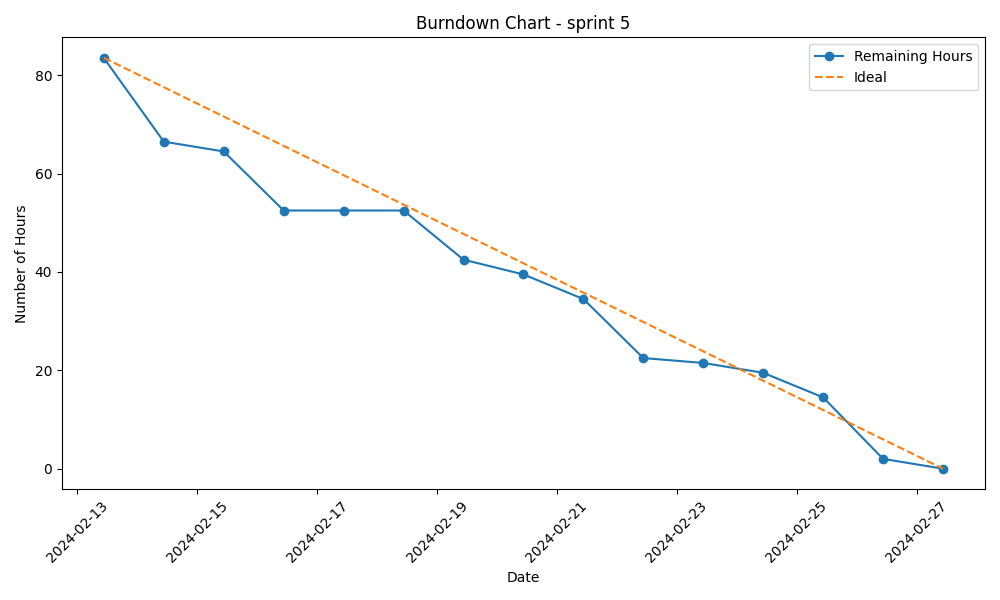 Burndown Chart - sprint 5
Remaining Hours
Ideal
Number of Hours
80
60
40
20
0
2024-02-13
2024-02-15
2024-02-17
2024-02-19
2024-02-21
2024-02-23
2024-02-25
2024-02-27
Date